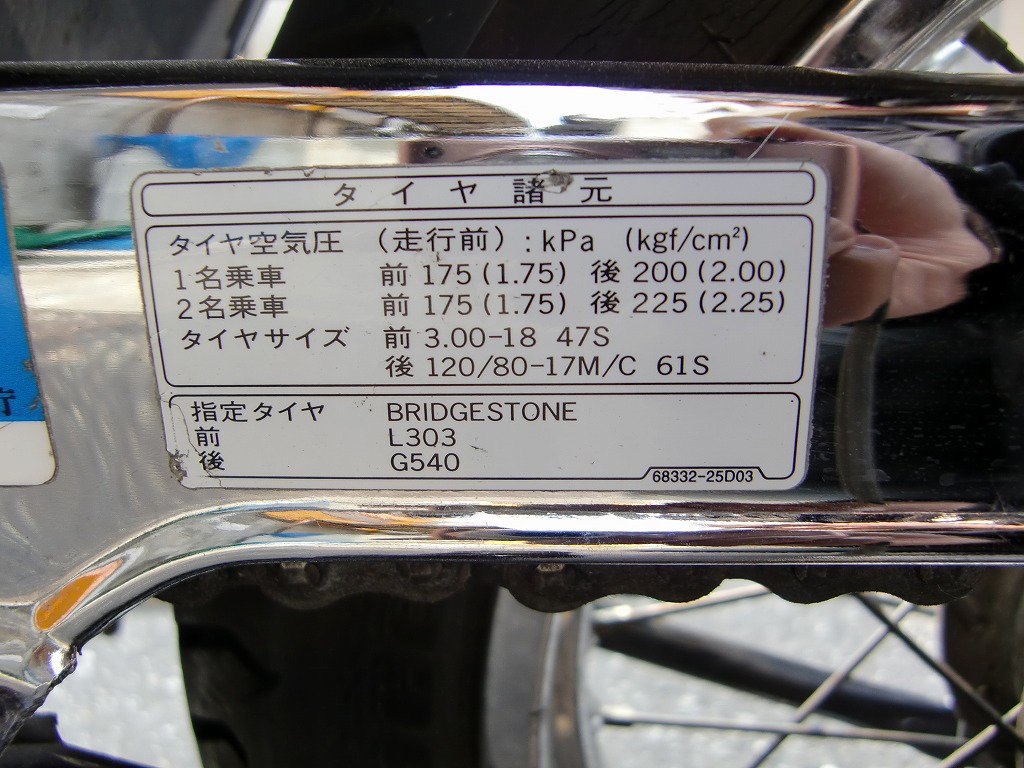 タイヤ諸元
タイヤ空気圧 (走行前) : kPa (kgf/cm²)
1名乗車 前 175 (1.75) 後 200 (2.00)
2名乗車 前 175 (1.75) 後 225 (2.25)
タイヤサイズ 前 3.00-18 47S
後 120/80-17M/C 61S
指定タイヤ BRIDGESTONE
前 L303
後 G540
68332-25D03